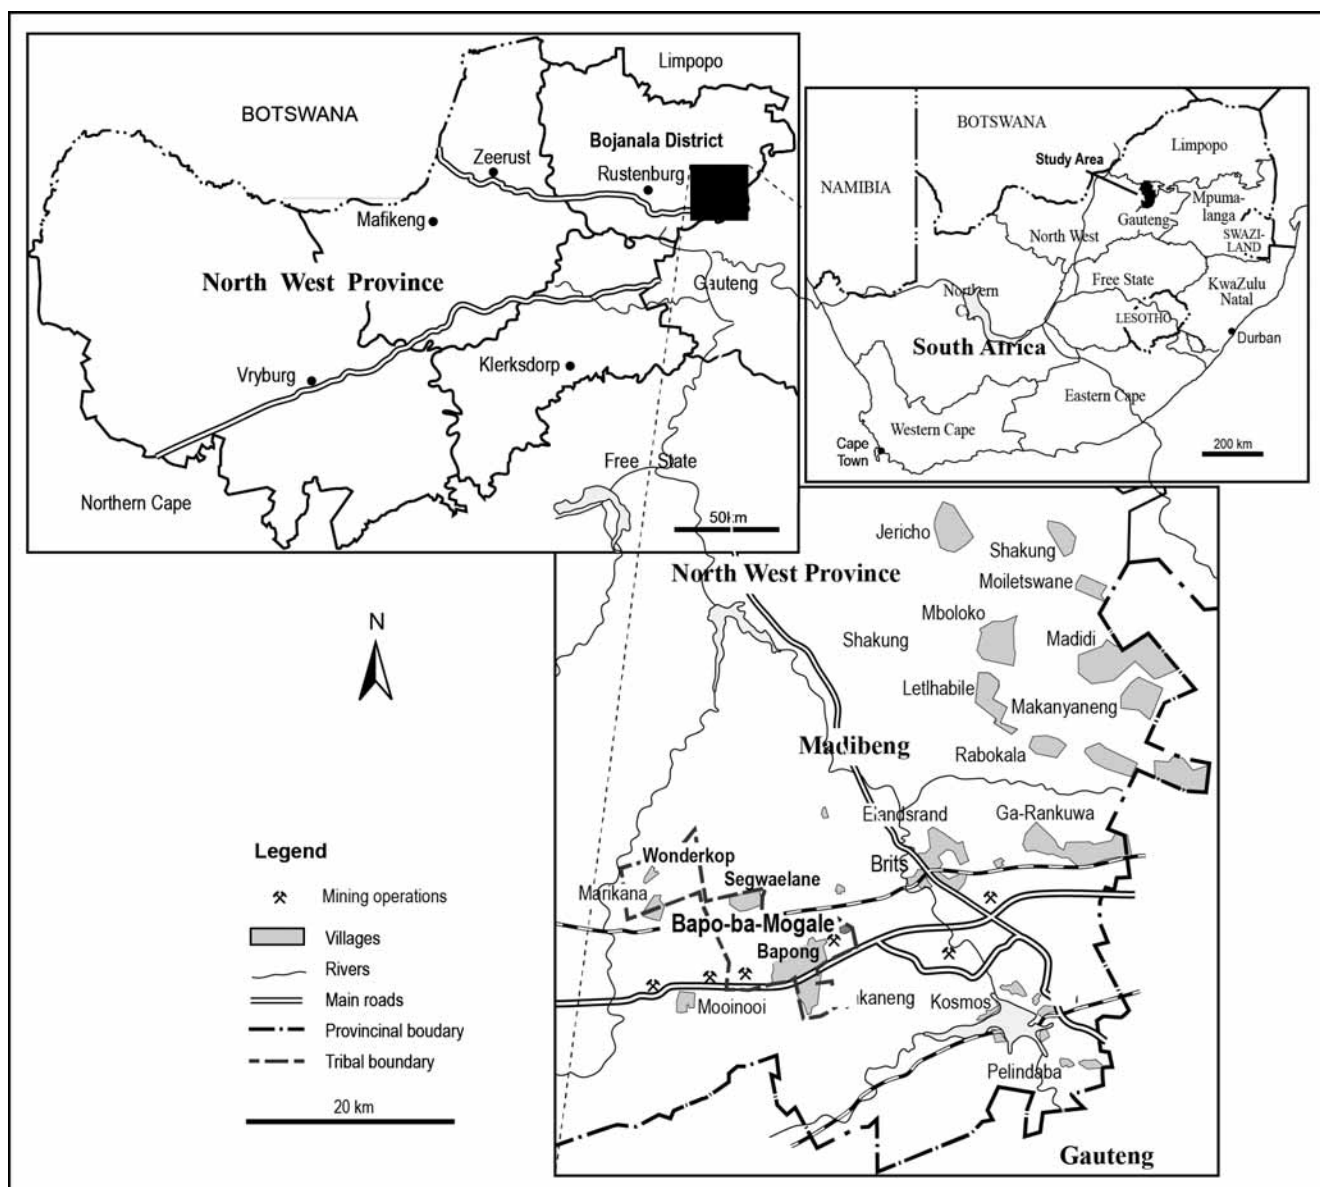 Limpopo
BOTSWANA
Bojanala District
Zeerust
Rustenburg
Mafikeng
North West Province
Gauteng
Vryburg
Klerksdorp
Free State
Northern Cape
50km
BOTSWANA
Limpopo
Study Area
NAMIBIA
Mpuma-
langa
Gauteng
North West
SWAZI-
LAND
Free State
KwaZulu
Natal
Northern
C
LESOTHO
Durban
South Africa
Eastern Cape
Western Cape
Cape
Town
200 km
Jericho
Shakung
North West Province
Moiletswane
Mboloko
Shakung
Madidi
Letlhabile
Makanyaneng
Madibeng
Rabokala
Elandsrand
Ga-Rankuwa
Wonderkop
Brits
Segwaelane
Marikana
Bapo-ba-Mogale
Bapong
Mooinooi
kaneng
Kosmos
Pelindaba
Gauteng
N
Legend
Mining operations
Villages
Rivers
Main roads
Provincinal boudary
Tribal boundary
20 km